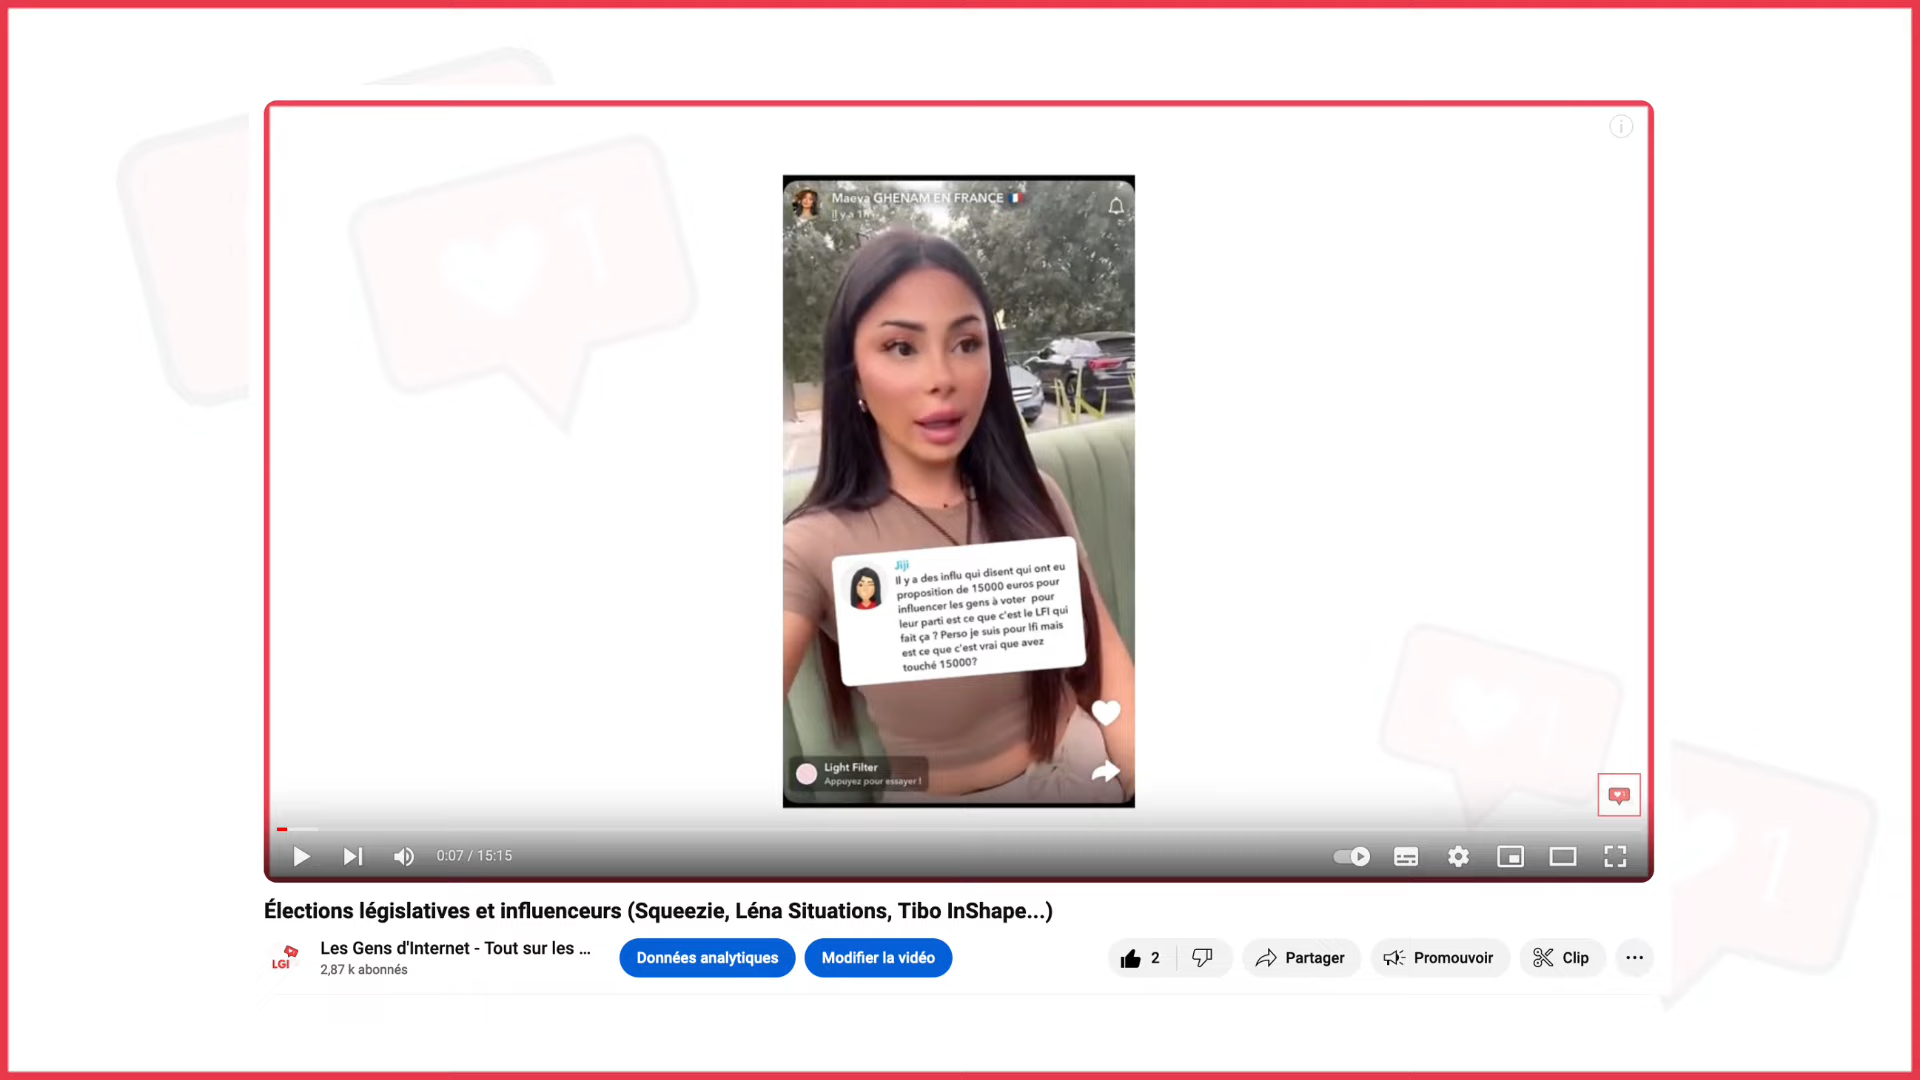 Maeva GHENAM EN FRANCE 🇫🇷
Il y a 1h
Jiji
Il y a des influ qui disent qui ont eu
proposition de 15000 euros pour
influencer les gens à voter pour
leur parti est ce que c'est le LFI qui
fait ça ? Perso je suis pour lfi mais
est ce que c'est vrai que avez
touché 15000?
Light Filter
Appuyez pour essayer !
0:07 / 15:15
Élections législatives et influenceurs (Squeezie, Léna Situations, Tibo InShape...)
LGI
Les Gens d'Internet - Tout sur les ...
2,87 k abonnés
Données analytiques
Modifier la vidéo
2
Partager
Promouvoir
Clip